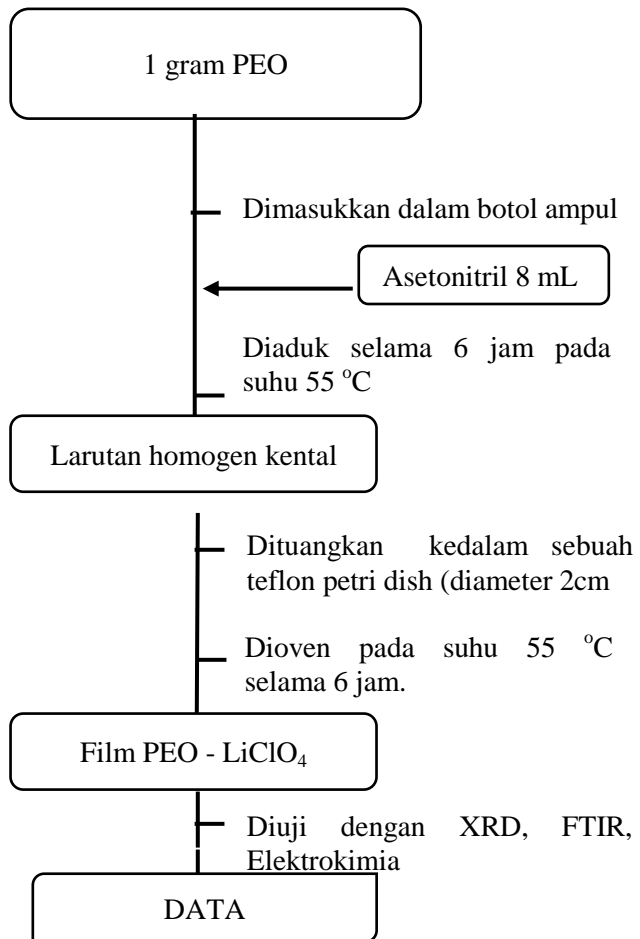 1 gram PEO
Dimasukkan dalam botol ampul
Asetonitril 8 mL
Diaduk selama 6 jam pada
suhu 55 °C
Larutan homogen kental
Dituangkan kedalam sebuah
teflon petri dish (diameter 2cm
Dioven pada suhu 55 °C
selama 6 jam.
Film PEO - LiClO₄
Diuji dengan XRD, FTIR,
Elektrokimia
DATA